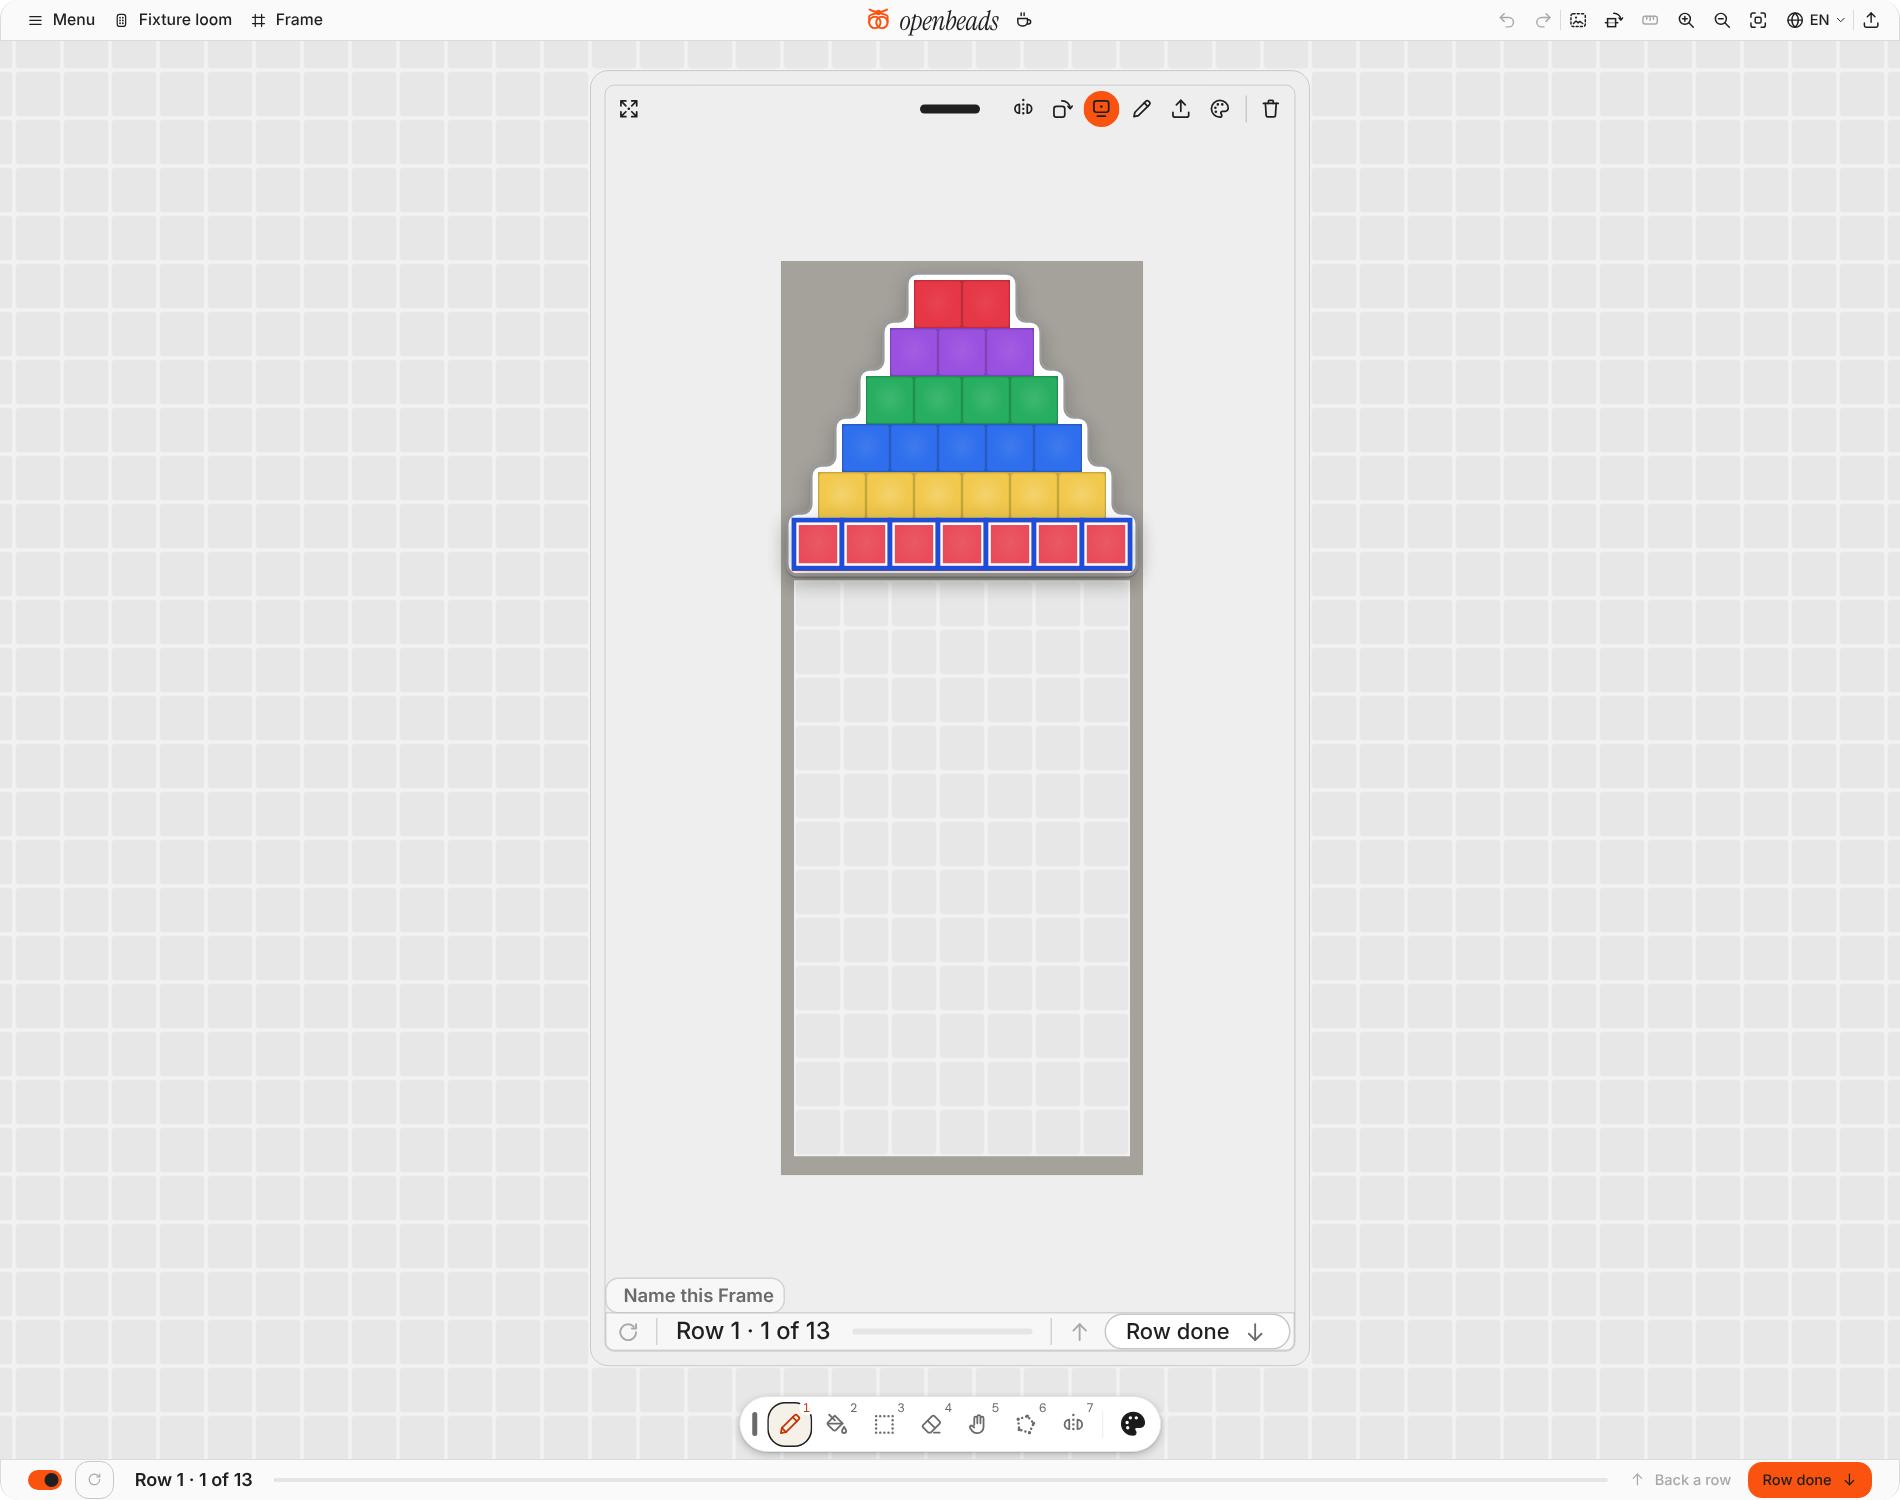 Menu
Fixture loom
Frame
openbeads
EN
Name this Frame
Row 1 · 1 of 13
Row done
1
2
3
4
5
6
7
Row 1 · 1 of 13
Back a row
Row done